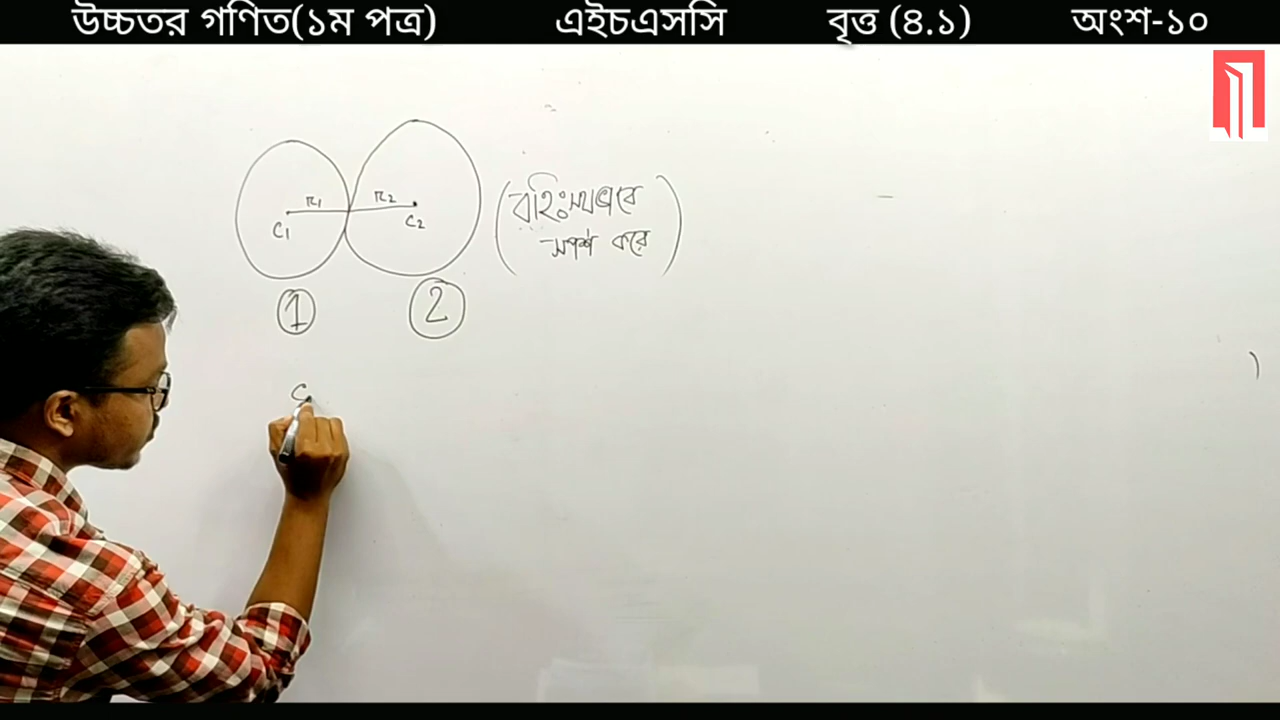 উচ্চতর গণিত(১ম পত্র) এইচএসসি বৃত্ত (৪.১) অংশ-১০
r₁ r₂
C₁ C₂
(বহিঃস্থভাবে
স্পর্শ করে)
1 2
C